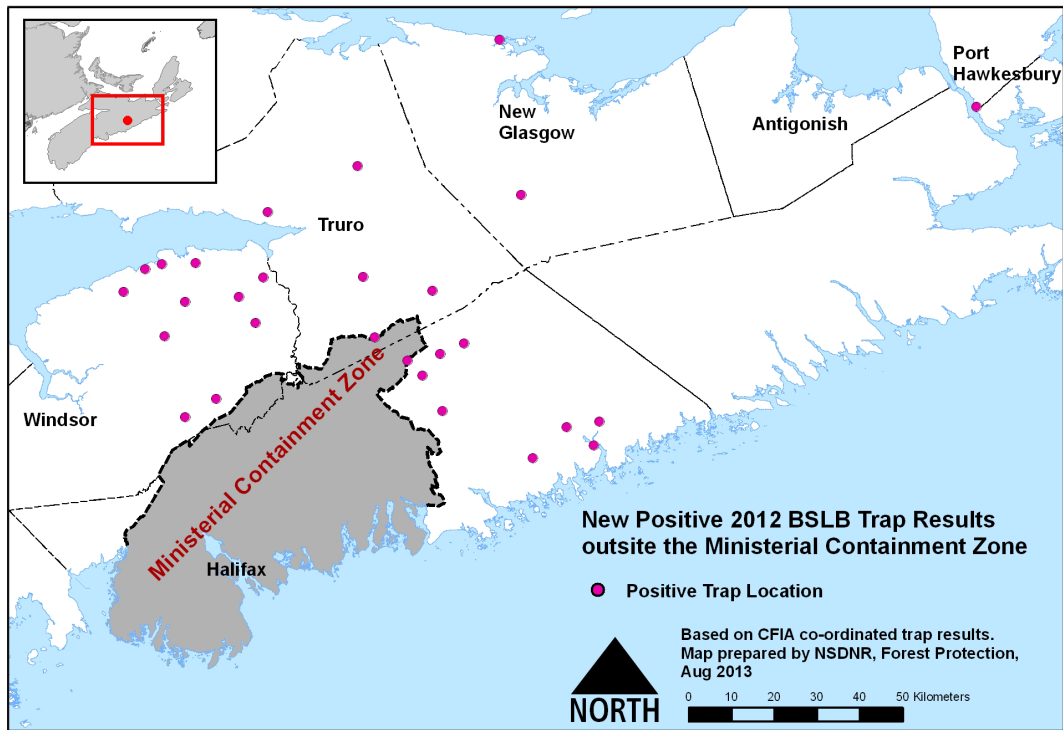 Port
Hawkesbury
New
Glasgow
Antigonish
Truro
Windsor
Ministerial Containment Zone
Halifax
New Positive 2012 BSLB Trap Results
outsite the Ministerial Containment Zone
Positive Trap Location
Based on CFIA co-ordinated trap results.
Map prepared by NSDNR, Forest Protection,
Aug 2013
NORTH
0 10 20 30 40 50 Kilometers